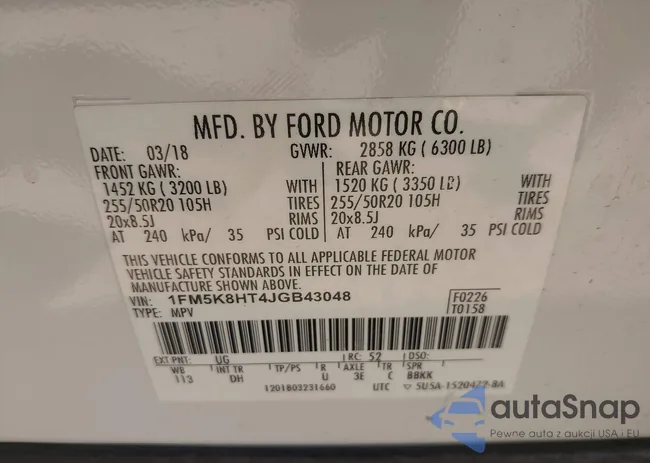 MFD. BY FORD MOTOR CO.
DATE: 03/18 GVWR: 2858 KG ( 6300 LB)
FRONT GAWR: REAR GAWR:
1452 KG ( 3200 LB) WITH 1520 KG ( 3350 LB) WITH
255/50R20 105H TIRES 255/50R20 105H TIRES
20x8.5J RIMS 20x8.5J RIMS
AT 240 kPa/ 35 PSI COLD AT 240 kPa/ 35 PSI COLD
THIS VEHICLE CONFORMS TO ALL APPLICABLE FEDERAL MOTOR
VEHICLE SAFETY STANDARDS IN EFFECT ON THE DATE OF
MANUFACTURE SHOWN ABOVE.
VIN: 1FM5K8HT4JGB43048 F0226
TYPE: MPV T0158
EXT PNT: UG RC: 52 DSO:
WB INT TR TP/PS R AXLE TR SPR
113 DH U 3E C BBKK
1201803231660 UTC 5U5A-1520472-BA
autaSnap
Pewne auta z aukcji USA i EU